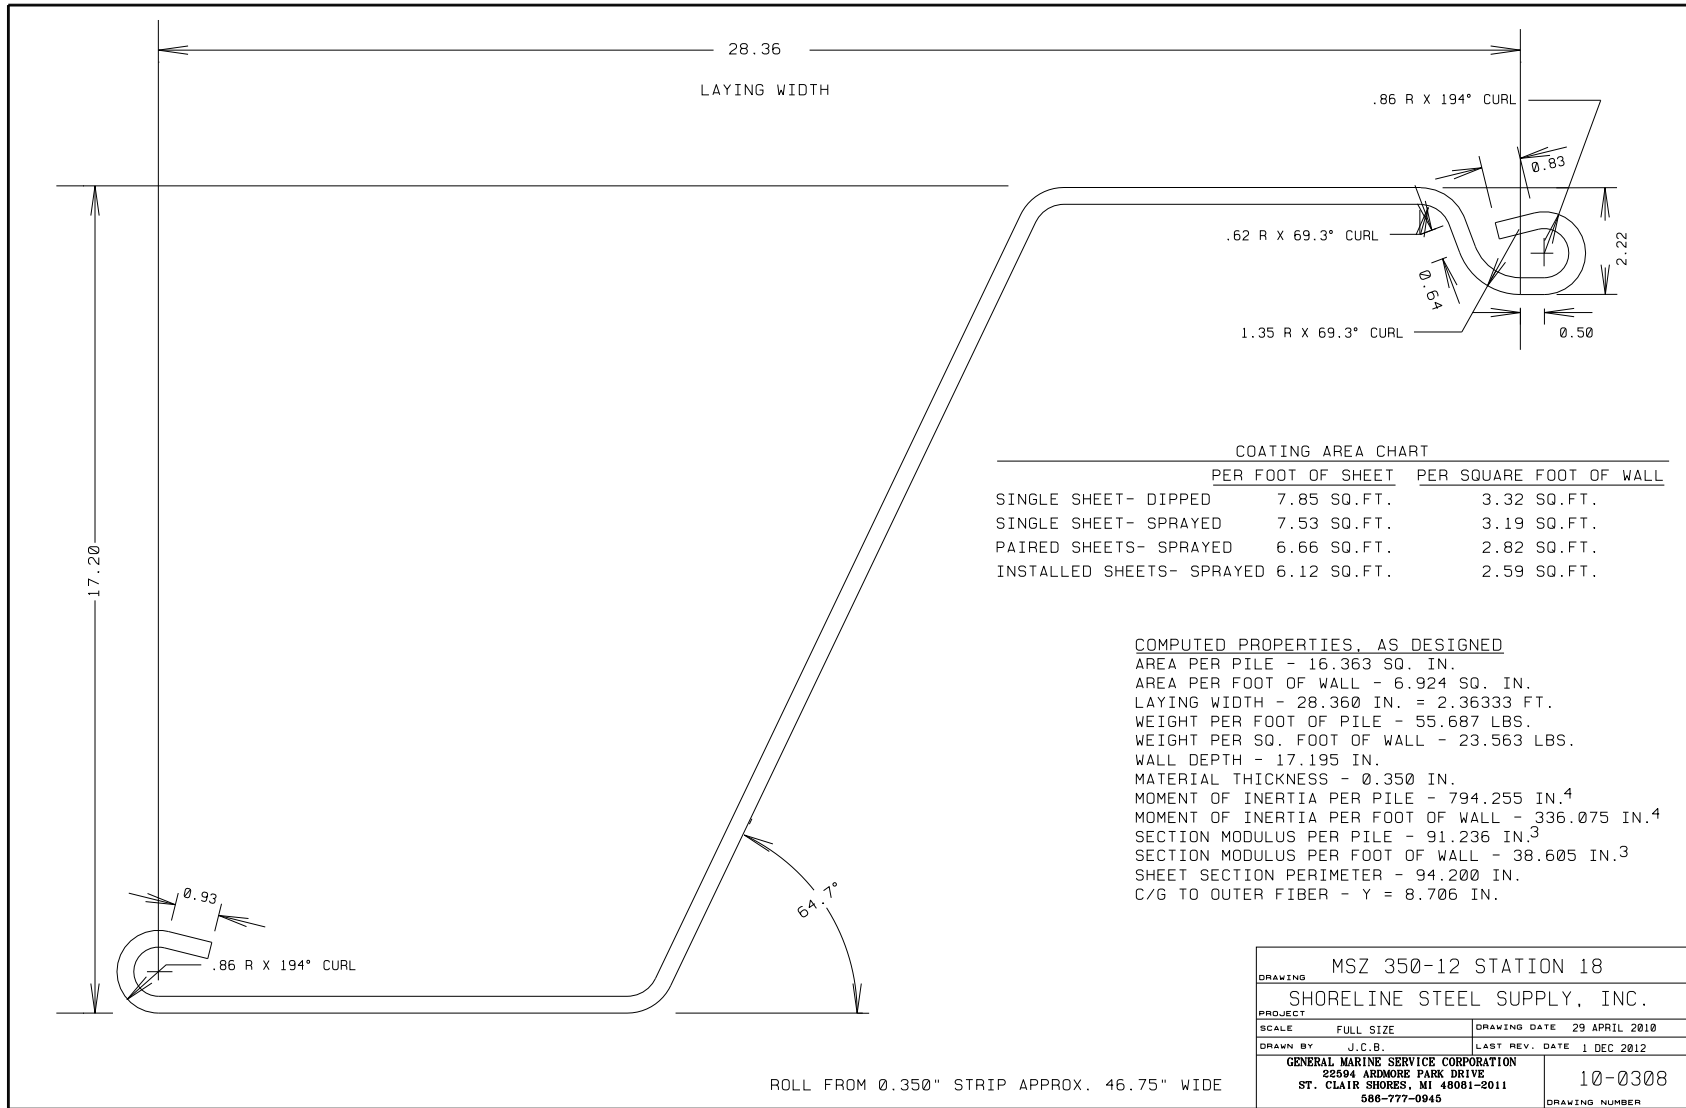 28.36
LAYING WIDTH
.86 R X 194° CURL
0.83
.62 R X 69.3° CURL
2.22
0.64
1.35 R X 69.3° CURL
0.50
17.20
COATING AREA CHART
PER FOOT OF SHEET PER SQUARE FOOT OF WALL
SINGLE SHEET- DIPPED 7.85 SQ.FT. 3.32 SQ.FT.
SINGLE SHEET- SPRAYED 7.53 SQ.FT. 3.19 SQ.FT.
PAIRED SHEETS- SPRAYED 6.66 SQ.FT. 2.82 SQ.FT.
INSTALLED SHEETS- SPRAYED 6.12 SQ.FT. 2.59 SQ.FT.
COMPUTED PROPERTIES, AS DESIGNED
AREA PER PILE - 16.363 SQ. IN.
AREA PER FOOT OF WALL - 6.924 SQ. IN.
LAYING WIDTH - 28.360 IN. = 2.36333 FT.
WEIGHT PER FOOT OF PILE - 55.687 LBS.
WEIGHT PER SQ. FOOT OF WALL - 23.563 LBS.
WALL DEPTH - 17.195 IN.
MATERIAL THICKNESS - 0.350 IN.
MOMENT OF INERTIA PER PILE - 794.255 IN.4
MOMENT OF INERTIA PER FOOT OF WALL - 336.075 IN.4
SECTION MODULUS PER PILE - 91.236 IN.3
SECTION MODULUS PER FOOT OF WALL - 38.605 IN.3
SHEET SECTION PERIMETER - 94.200 IN.
C/G TO OUTER FIBER - Y = 8.706 IN.
64.7°
0.93
.86 R X 194° CURL
ROLL FROM 0.350" STRIP APPROX. 46.75" WIDE
DRAWING MSZ 350-12 STATION 18
SHORELINE STEEL SUPPLY, INC.
PROJECT
SCALE FULL SIZE DRAWING DATE 29 APRIL 2010
DRAWN BY J.C.B. LAST REV. DATE 1 DEC 2012
GENERAL MARINE SERVICE CORPORATION
22594 ARDMORE PARK DRIVE
ST. CLAIR SHORES, MI 48081-2011
586-777-0945
10-0308
DRAWING NUMBER